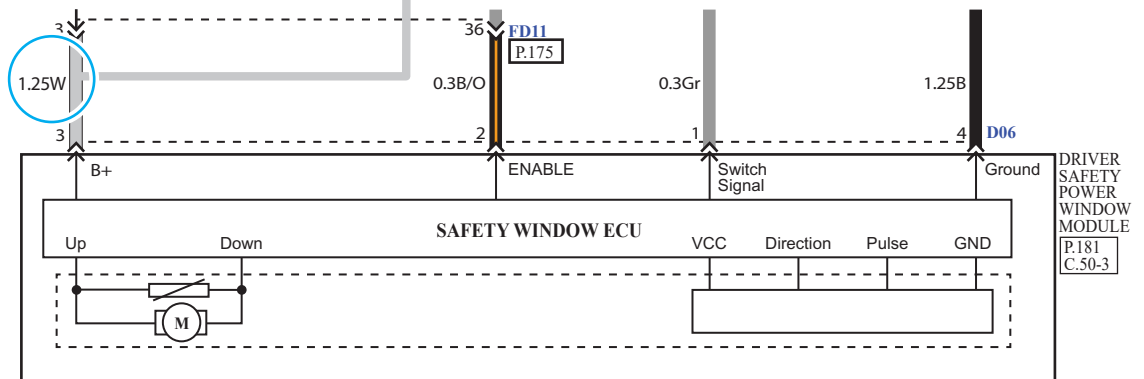 3 36 FD11
P.175
1.25W 0.3B/O 0.3Gr 1.25B
3 2 1 4 D06
B+ ENABLE Switch Signal Ground
DRIVER
SAFETY
POWER
WINDOW
MODULE
P.181
C.50-3
SAFETY WINDOW ECU
Up Down VCC Direction Pulse GND
M